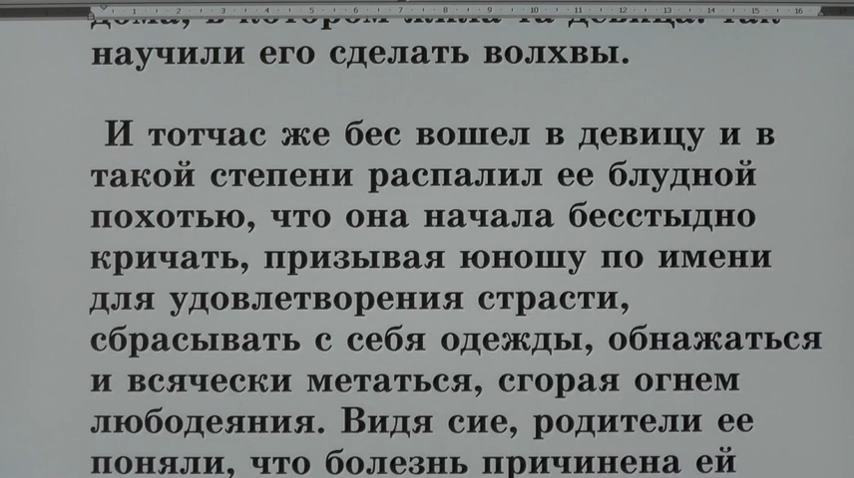 научили его сделать волхвы.
И тотчас же бес вошел в девицу и в
такой степени распалил ее блудной
похотью, что она начала бесстыдно
кричать, призывая юношу по имени
для удовлетворения страсти,
сбрасывать с себя одежды, обнажаться
и всячески метаться, сгорая огнем
любодеяния. Видя сие, родители ее
поняли, что болезнь причинена ей